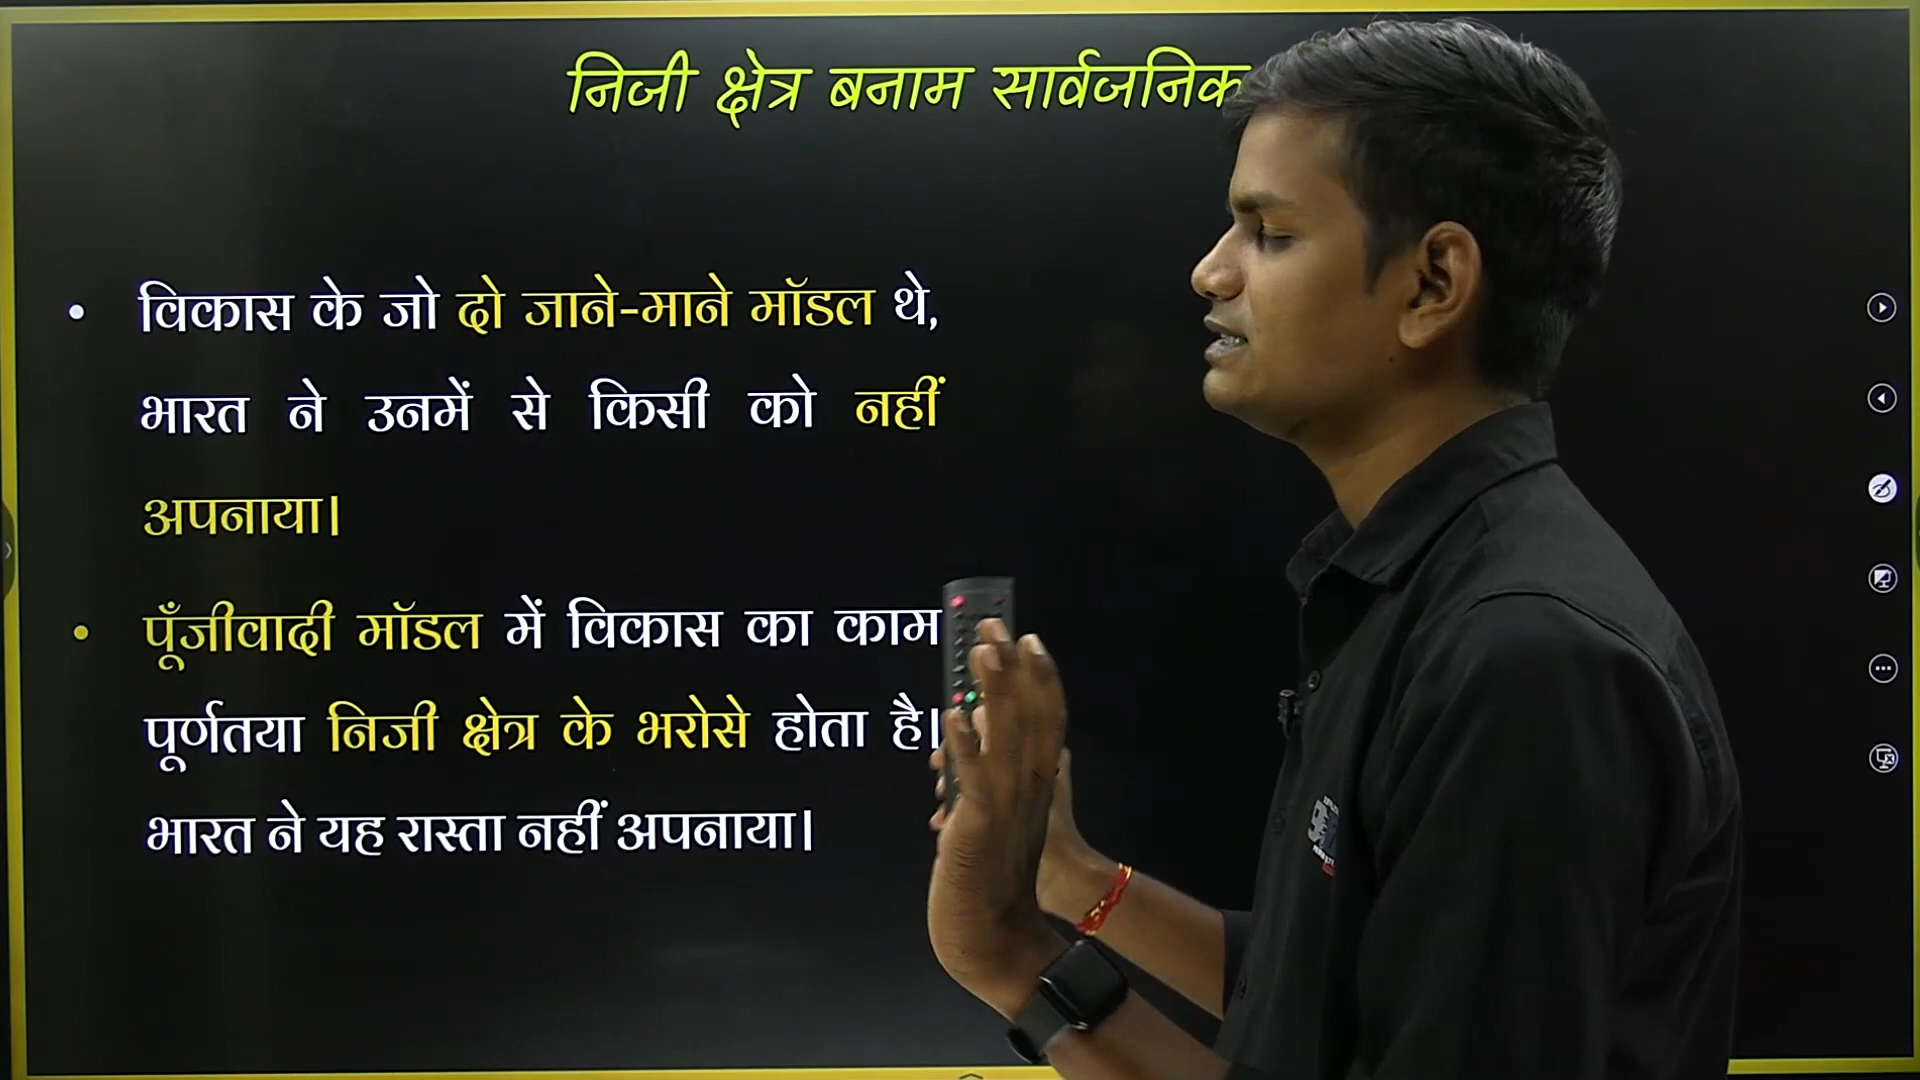 निजी क्षेत्र बनाम सार्वजनिक
• विकास के जो दो जाने-माने मॉडल थे,
भारत ने उनमें से किसी को नहीं
अपनाया।
• पूँजीवादी मॉडल में विकास का काम
पूर्णतया निजी क्षेत्र के भरोसे होता है।
भारत ने यह रास्ता नहीं अपनाया।